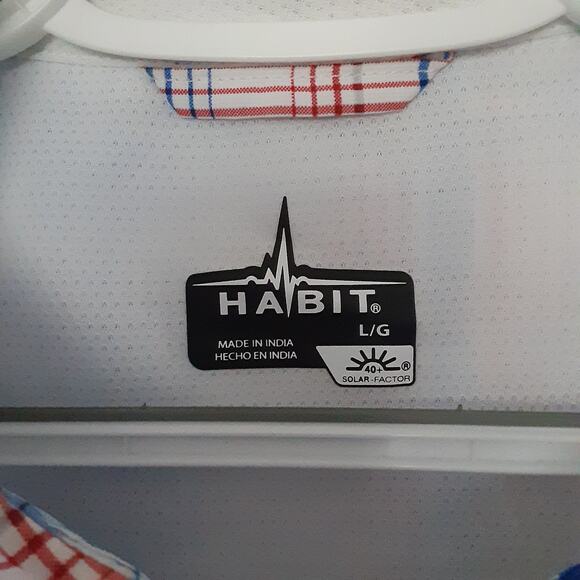 HABIT®
L/G
MADE IN INDIA
HECHO EN INDIA
40+ ®
SOLAR-FACTOR